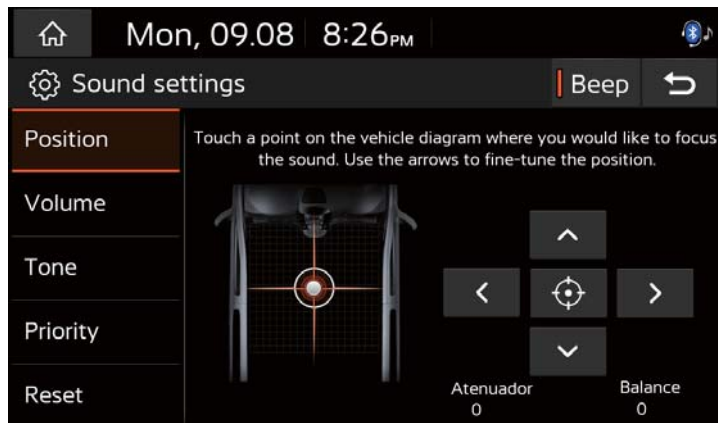 Mon, 09.08 8:26PM
Sound settings Beep
Position
Touch a point on the vehicle diagram where you would like to focus
the sound. Use the arrows to fine-tune the position.
Volume
Tone
Priority
Reset
Atenuador Balance
0 0